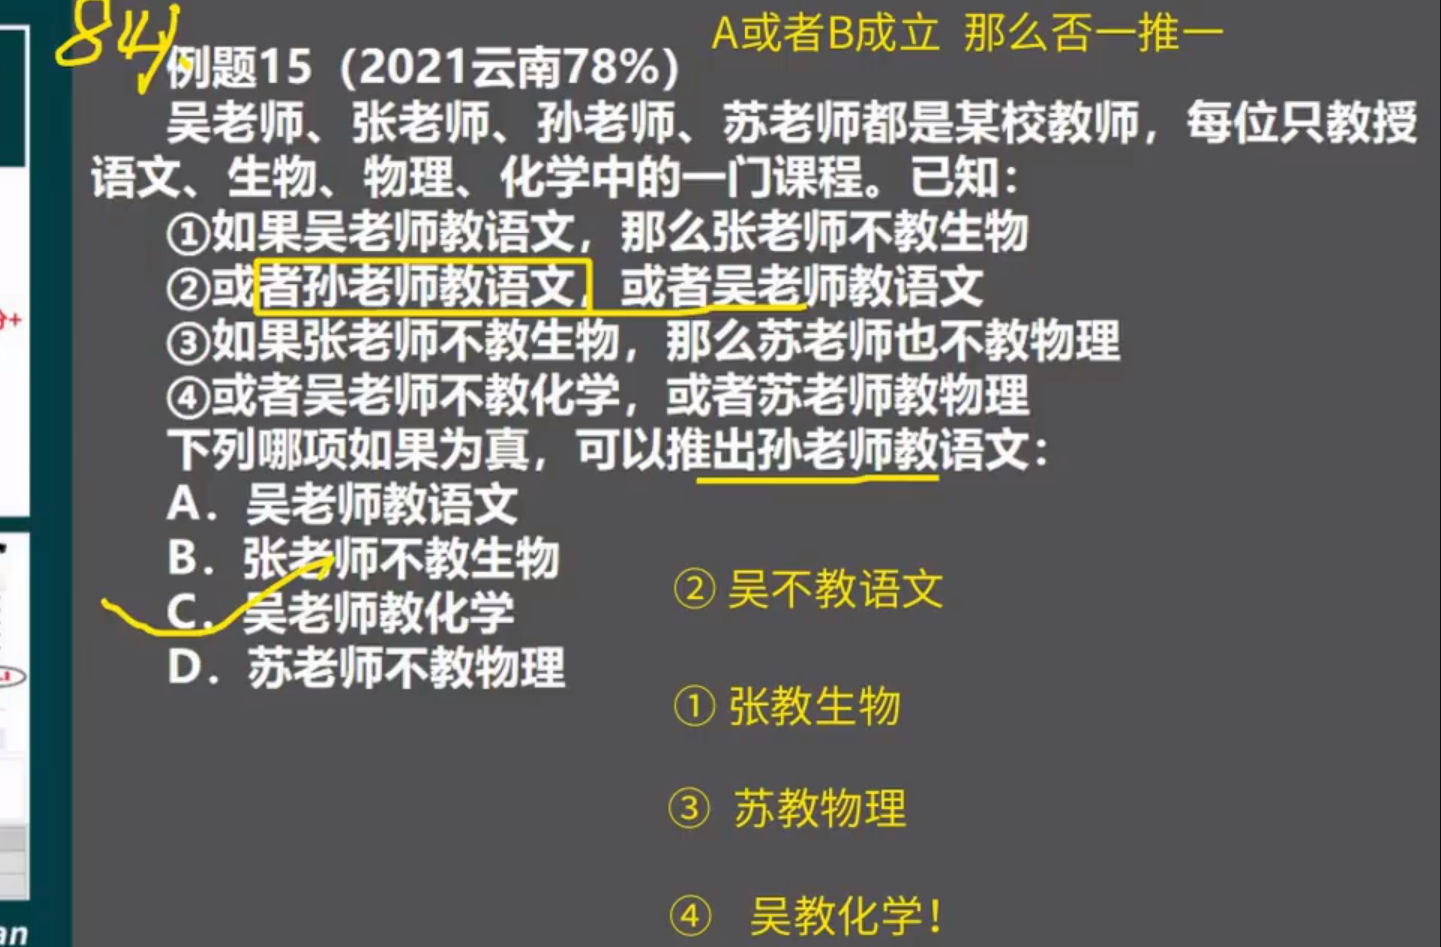 84
A或者B成立 那么否一推一
例题15（2021云南78%）
吴老师、张老师、孙老师、苏老师都是某校教师，每位只教授
语文、生物、物理、化学中的一门课程。已知：
①如果吴老师教语文，那么张老师不教生物
②或者孙老师教语文，或者吴老师教语文
③如果张老师不教生物，那么苏老师也不教物理
④或者吴老师不教化学，或者苏老师教物理
下列哪项如果为真，可以推出孙老师教语文：
A．吴老师教语文
B．张老师不教生物
C．吴老师教化学
D．苏老师不教物理
② 吴不教语文
① 张教生物
③ 苏教物理
④ 吴教化学！
an